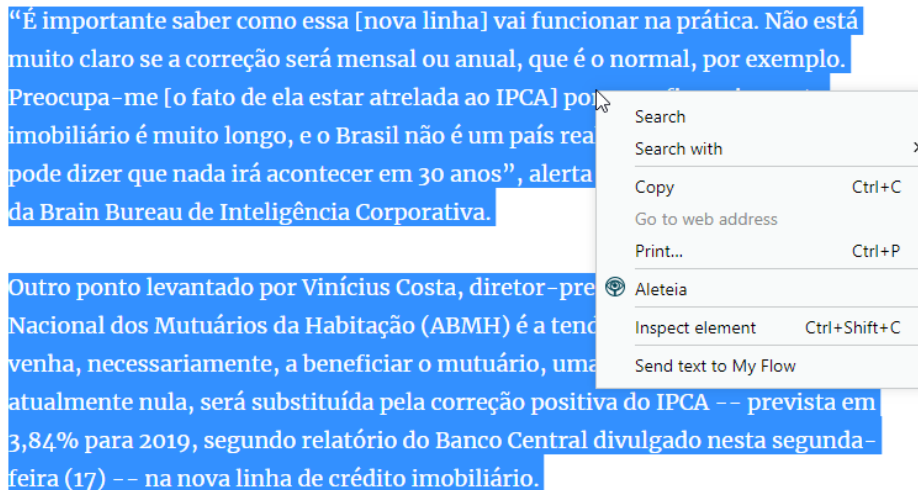 “É importante saber como essa [nova linha] vai funcionar na prática. Não está
muito claro se a correção será mensal ou anual, que é o normal, por exemplo.
Preocupa-me [o fato de ela estar atrelada ao IPCA]
imobiliário é muito longo, e o Brasil não é um país
pode dizer que nada irá acontecer em 30 anos”, alerta
da Brain Bureau de Inteligência Corporativa.
Outro ponto levantado por Vinícius Costa,
Nacional dos Mutuários da Habitação (ABMH) é a
venha, necessariamente, a beneficiar o mutuário, uma
atualmente nula, será substituída pela correção positiva do IPCA -- prevista em
3,84% para 2019, segundo relatório do Banco Central divulgado nesta segunda-
feira (17) -- na nova linha de crédito imobiliário.
Search
Search with
Copy Ctrl+C
Go to web address
Print... Ctrl+P
Aleteia
Inspect element Ctrl+Shift+C
Send text to My Flow